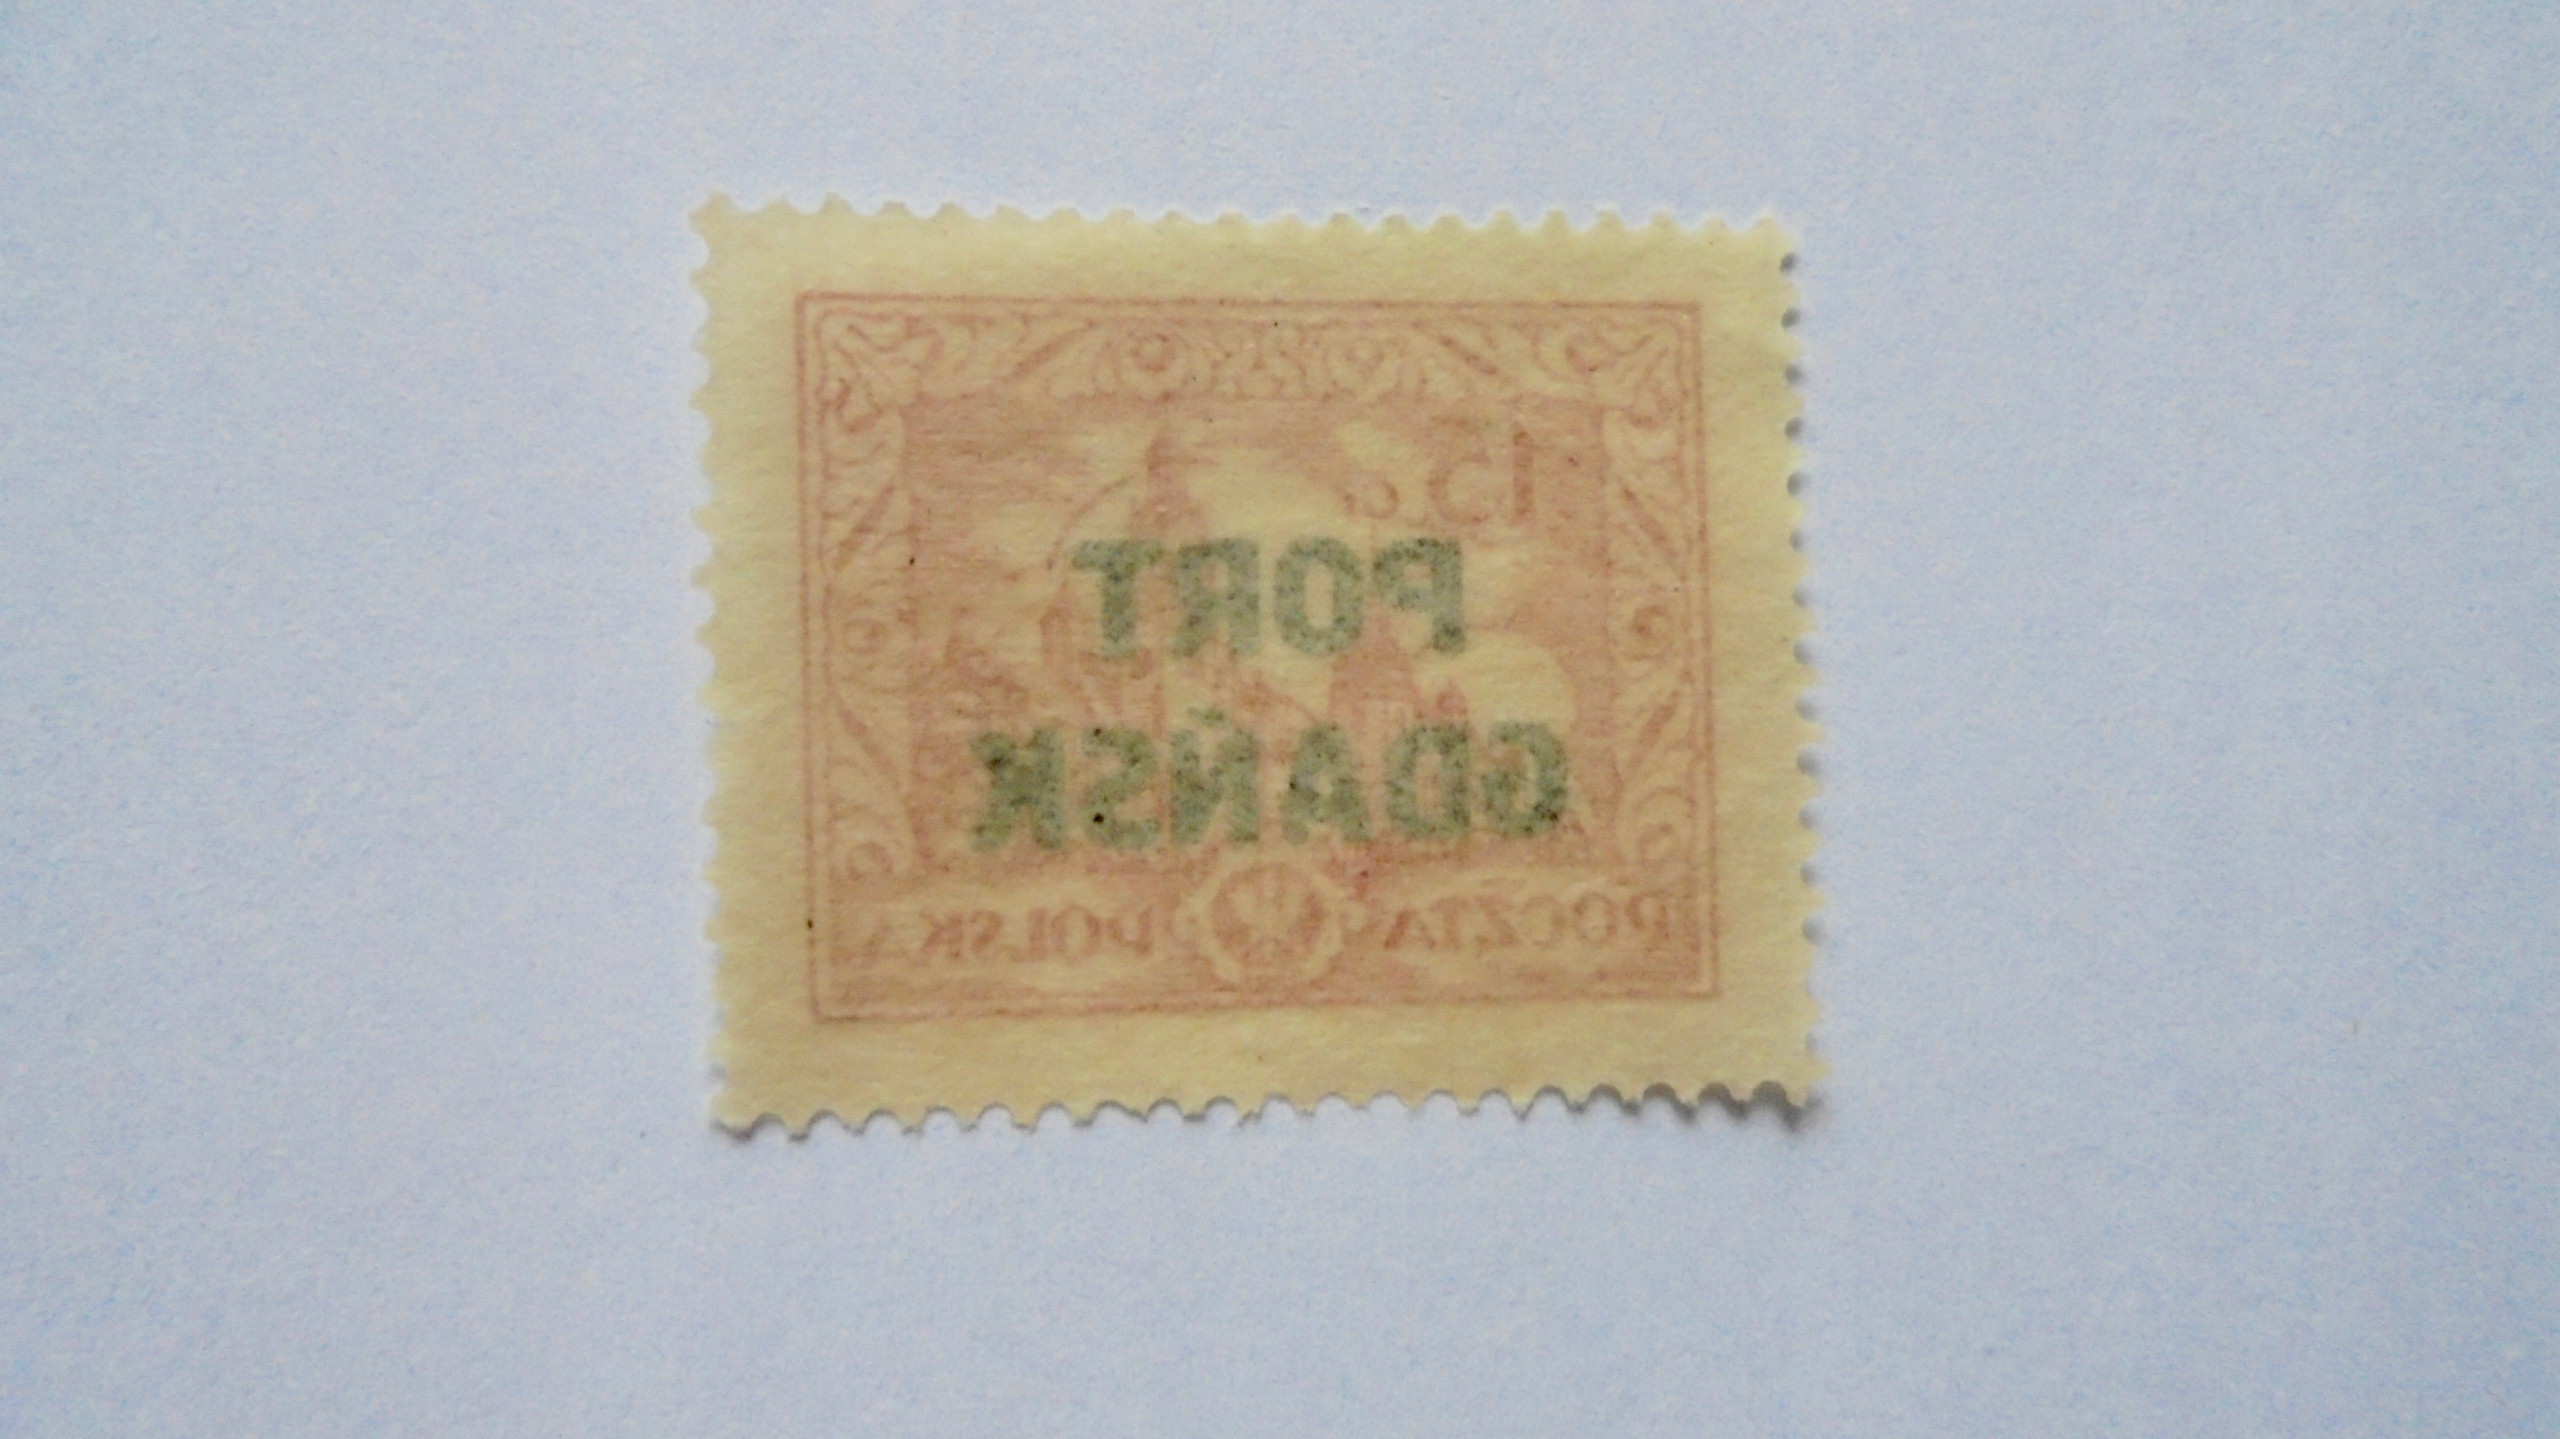 15 G
PORT
GDAŃSK
POCZTA POLSKA